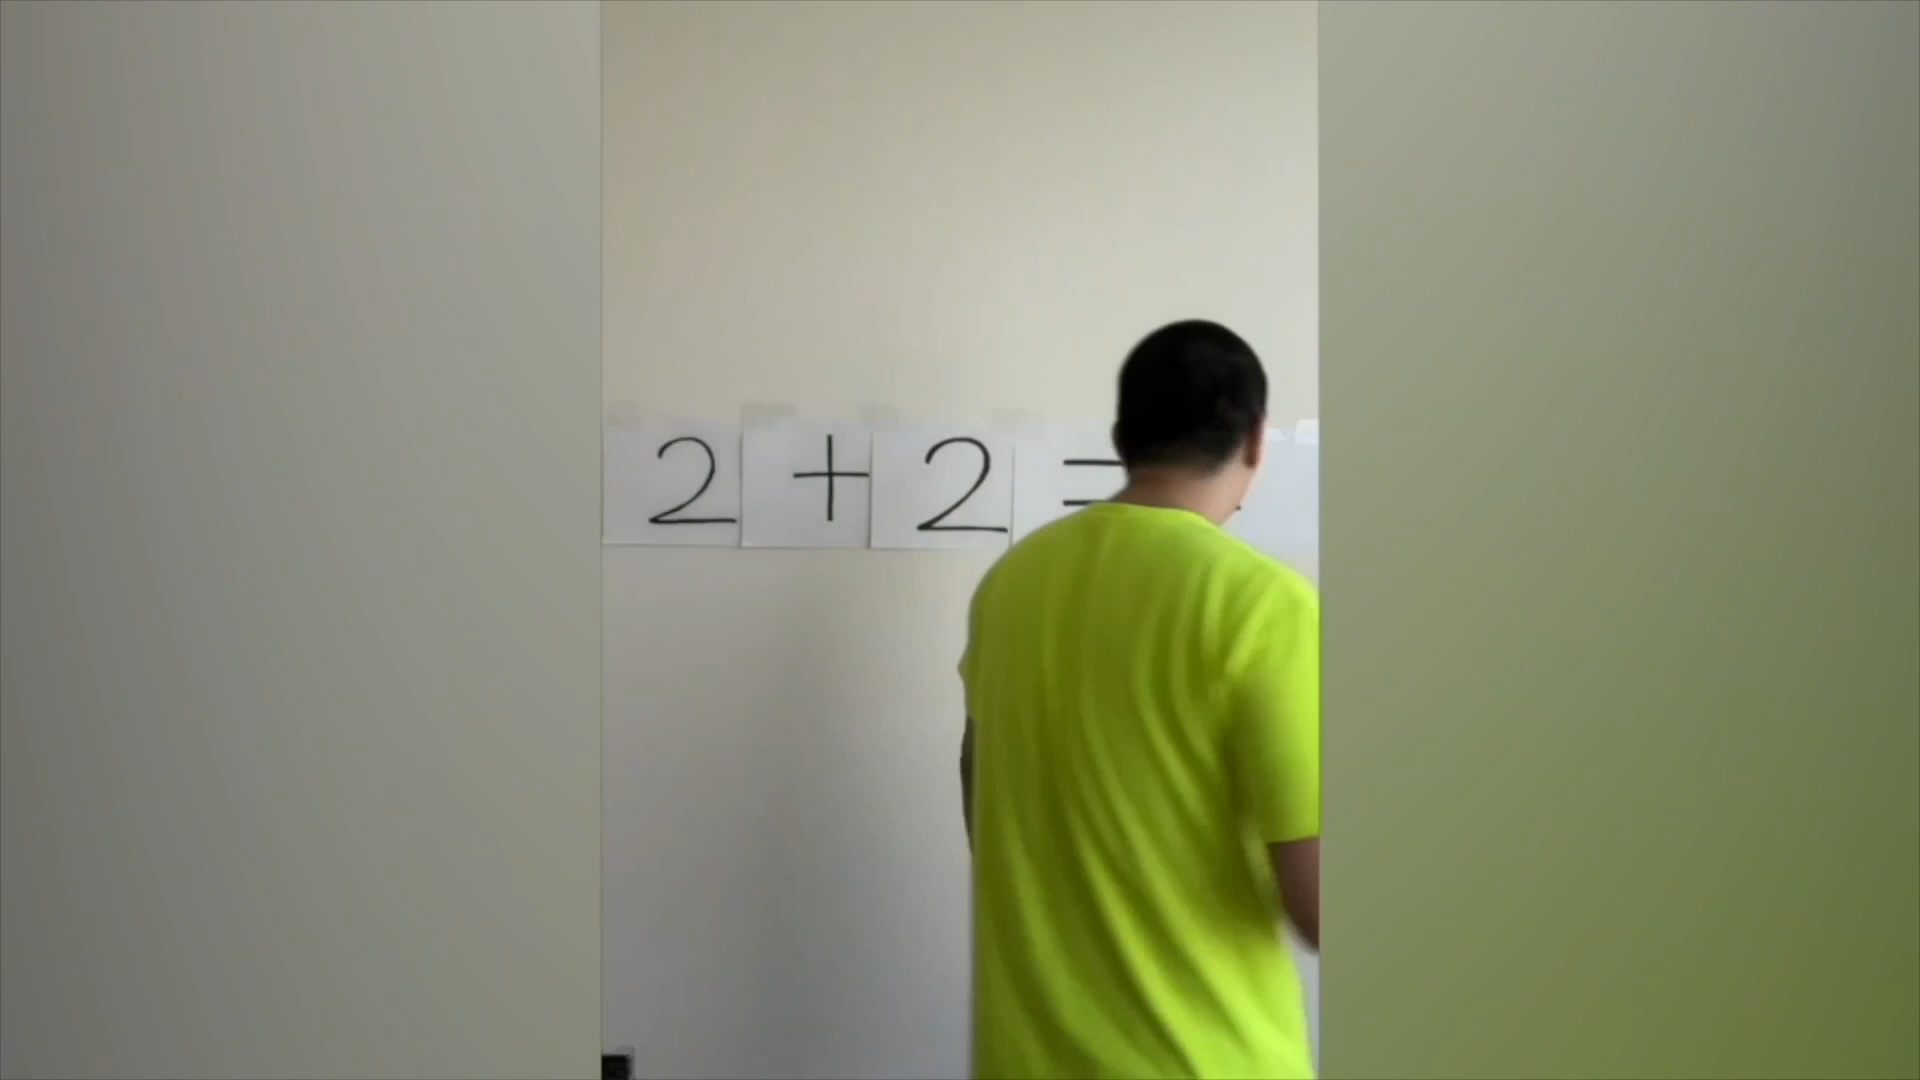 2 + 2 =